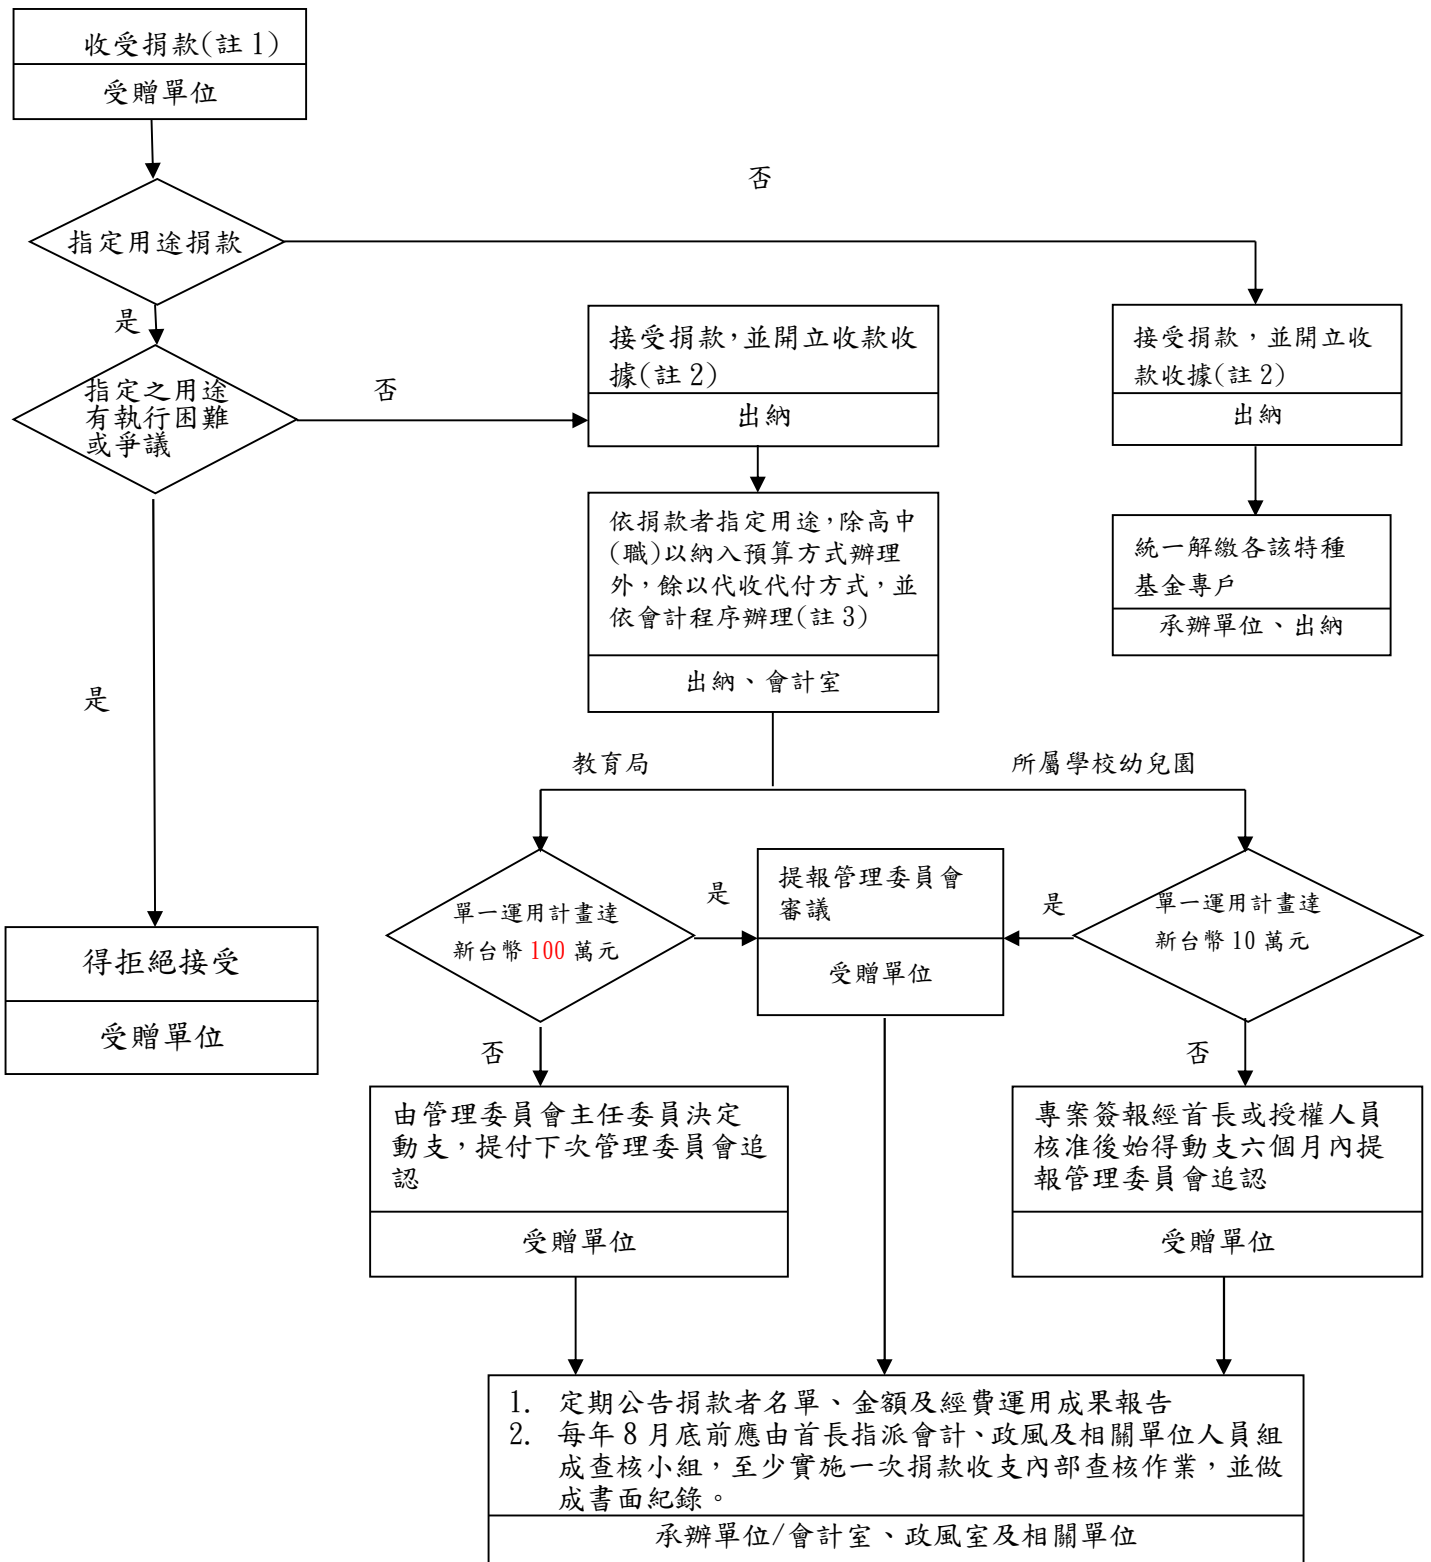 收受捐款(註1)
受贈單位
否
指定用途捐款
是
接受捐款，並開立收款收
據(註2)
出納
接受捐款，並開立收
款收據(註2)
出納
指定之用途
有執行困難
或爭議
否
依捐款者指定用途，除高中
(職)以納入預算方式辦理
外，餘以代收代付方式，並
依會計程序辦理(註3)
出納、會計室
統一解繳各該特種
基金專戶
承辦單位、出納
是
教育局
所屬學校幼兒園
單一運用計畫達
新台幣100萬元
是
提報管理委員會
審議
受贈單位
是
單一運用計畫達
新台幣10萬元
得拒絕接受
受贈單位
否
否
由管理委員會主任委員決定
動支，提付下次管理委員會追
認
受贈單位
專案簽報經首長或授權人員
核准後始得動支六個月內提
報管理委員會追認
受贈單位
1. 定期公告捐款者名單、金額及經費運用成果報告
2. 每年8月底前應由首長指派會計、政風及相關單位人員組
成查核小組，至少實施一次捐款收支內部查核作業，並做
成書面紀錄。
承辦單位/會計室、政風室及相關單位